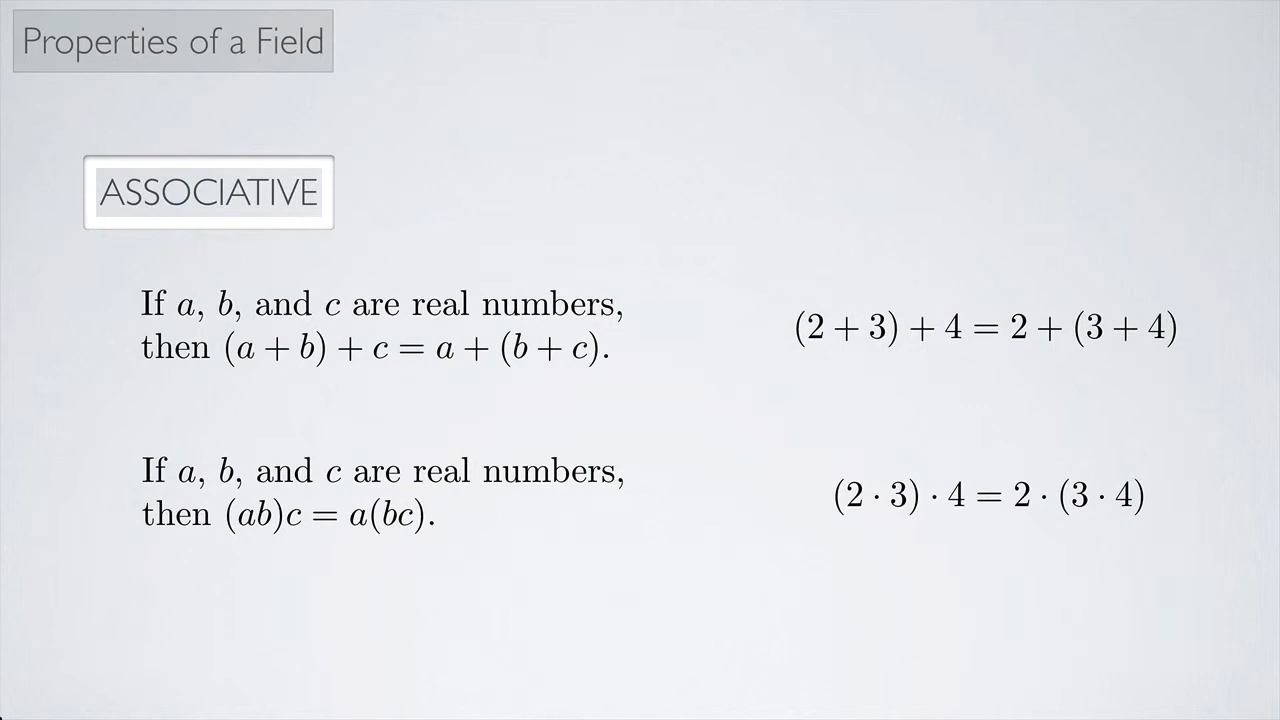 Properties of a Field
ASSOCIATIVE
If a, b, and c are real numbers,
then (a + b) + c = a + (b + c).
(2 + 3) + 4 = 2 + (3 + 4)
If a, b, and c are real numbers,
then (ab)c = a(bc).
(2 · 3) · 4 = 2 · (3 · 4)